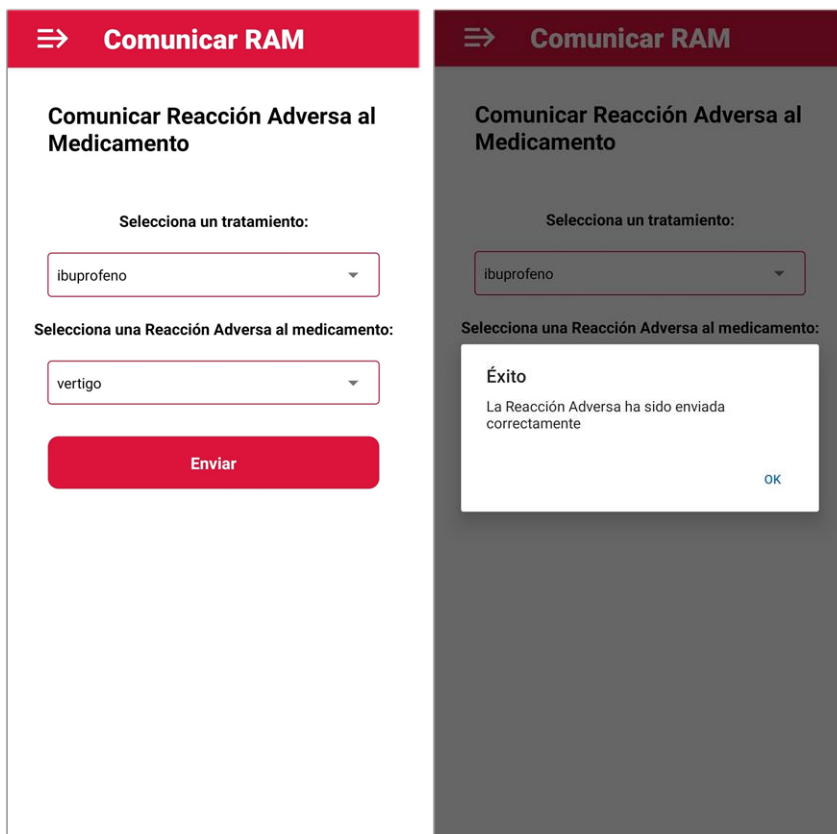 Comunicar RAM
Comunicar Reacción Adversa al
Medicamento
Selecciona un tratamiento:
ibuprofeno
Selecciona una Reacción Adversa al medicamento:
vertigo
Enviar
Comunicar RAM
Comunicar Reacción Adversa al
Medicamento
Selecciona un tratamiento:
ibuprofeno
Selecciona una Reacción Adversa al medicamento:
Éxito
La Reacción Adversa ha sido enviada
correctamente
OK